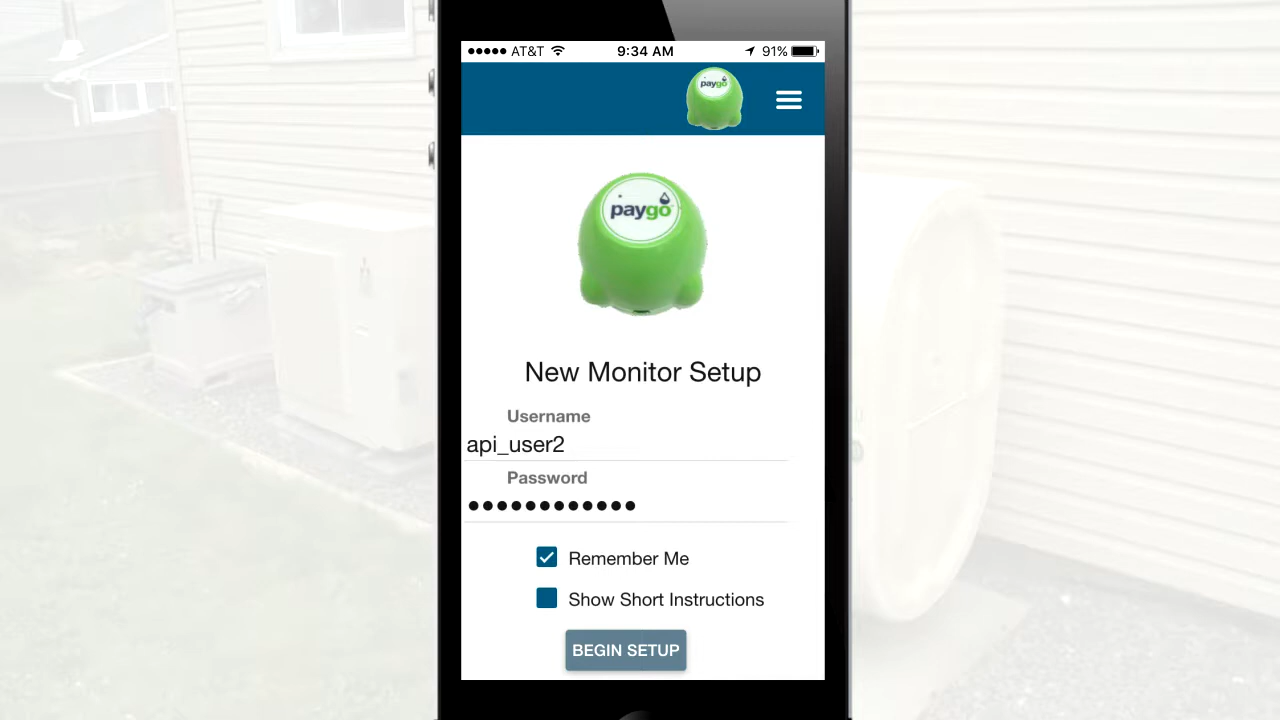 AT&T 9:34 AM 91%
paygo
paygo
New Monitor Setup
Username
api_user2
Password
●●●●●●●●●●●●
Remember Me
Show Short Instructions
BEGIN SETUP